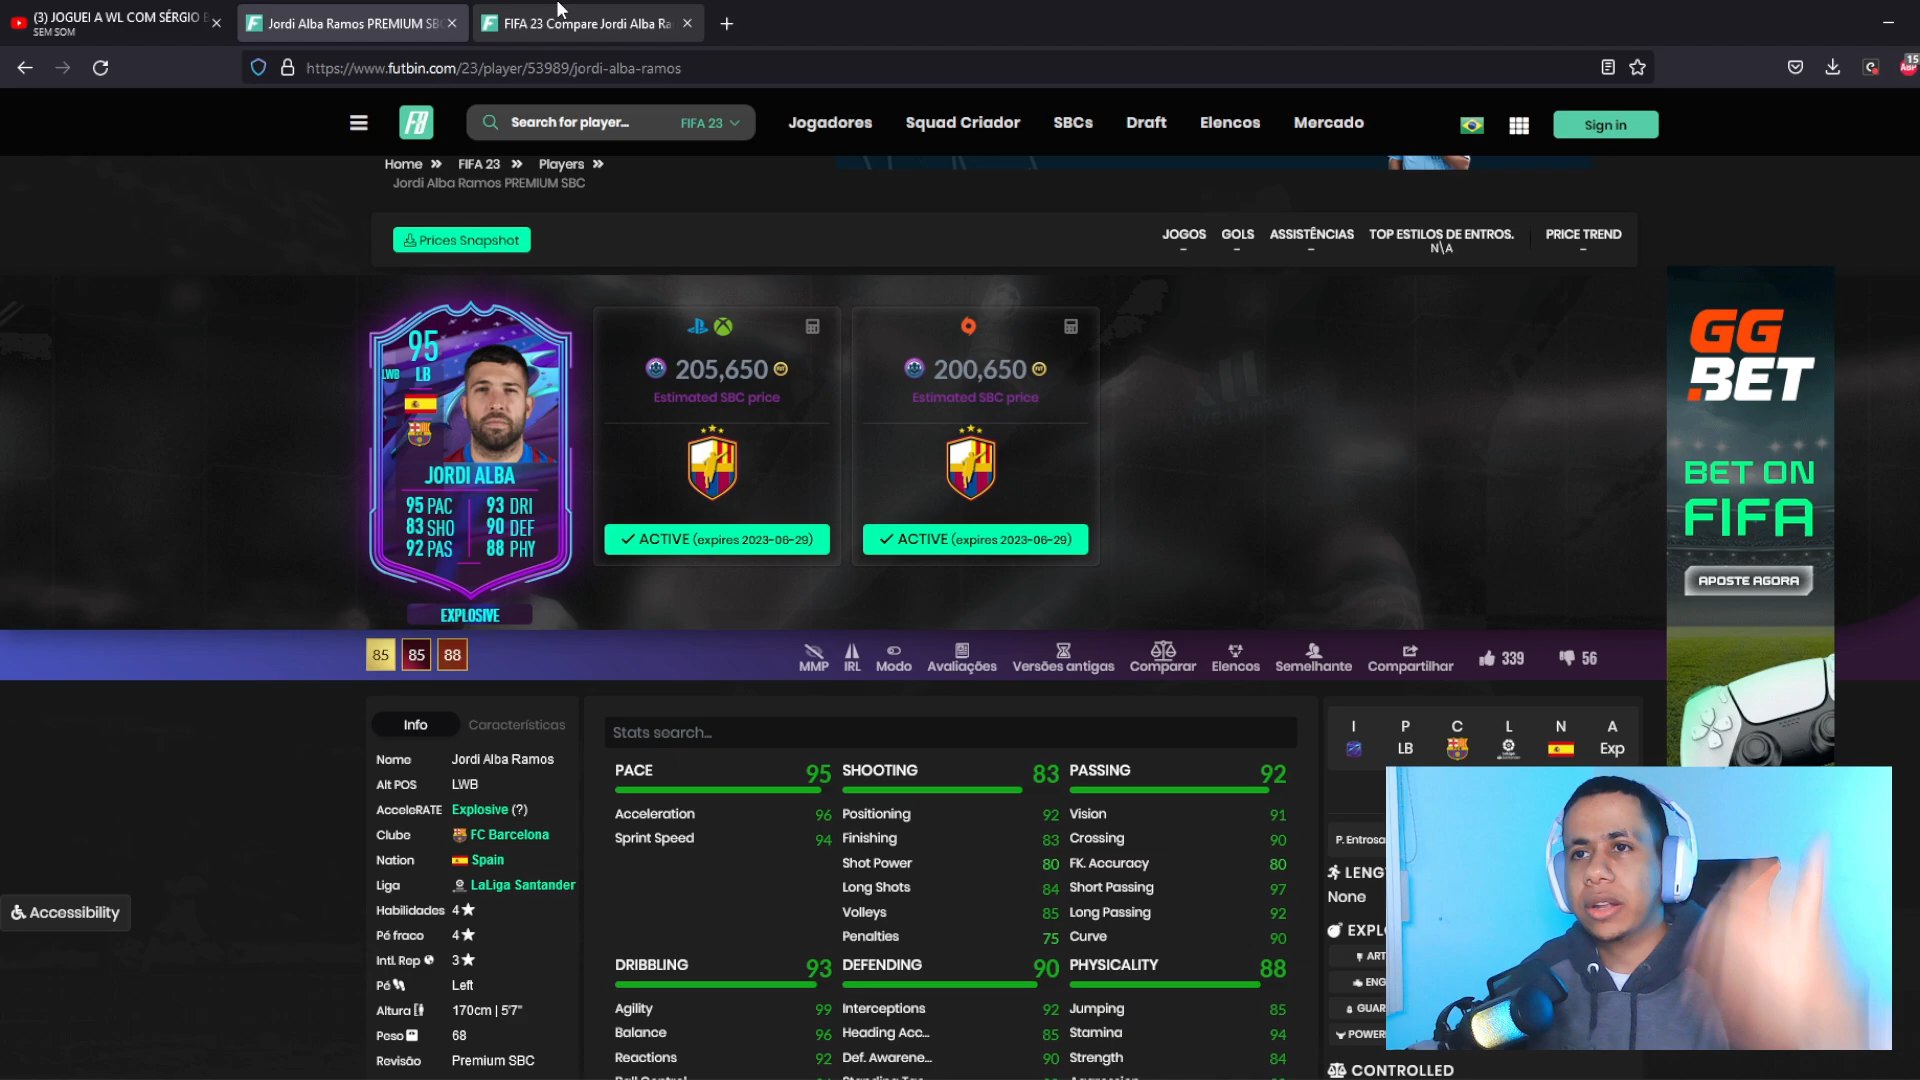 (3) JOGUEI A WL COM SÉRGIO
SEM SOM
Jordi Alba Ramos PREMIUM SBC
FIFA 23 Compare Jordi Alba Ra
https://www.futbin.com/23/player/53989/jordi-alba-ramos
15
ABP
Search for player...
FIFA 23
Jogadores
Squad Criador
SBCs
Draft
Elencos
Mercado
Sign in
Home » FIFA 23 » Players »
Jordi Alba Ramos PREMIUM SBC
Prices Snapshot
JOGOS GOLS ASSISTÊNCIAS TOP ESTILOS DE ENTROS. PRICE TREND
- - - N\A -
95
LWB LB
JORDI ALBA
95 PAC 93 DRI
83 SHO 90 DEF
92 PAS 88 PHY
EXPLOSIVE
205,650
Estimated SBC price
ACTIVE (expires 2023-06-29)
200,650
Estimated SBC price
ACTIVE (expires 2023-06-29)
GG
.BET
BET ON
FIFA
APOSTE AGORA
85 85 88
MMP IRL Modo Avaliações Versões antigas Comparar Elencos Semelhante Compartilhar 339 56
Info Características
Nome Jordi Alba Ramos
Alt POS LWB
AcceleRATE Explosive (?)
Clube FC Barcelona
Nation Spain
Liga LaLiga Santander
Habilidades 4★
Pé fraco 4★
Intl. Rep 3★
Pé Left
Altura 170cm | 5'7"
Peso 68
Revisão Premium SBC
Accessibility
Stats search...
PACE 95
Acceleration 96
Sprint Speed 94
SHOOTING 83
Positioning 92
Finishing 83
Shot Power 80
Long Shots 84
Volleys 85
Penalties 75
PASSING 92
Vision 91
Crossing 90
FK. Accuracy 80
Short Passing 97
Long Passing 92
Curve 90
DRIBBLING 93
Agility 99
Balance 96
Reactions 92
DEFENDING 90
Interceptions 92
Heading Acc... 85
Def. Awarene... 90
PHYSICALITY 88
Jumping 85
Stamina 94
Strength 84
I P C L N A
LB Exp
P. Entrosa
LENG
None
EXPL
ART
ENG
GUAR
POWER
CONTROLLED